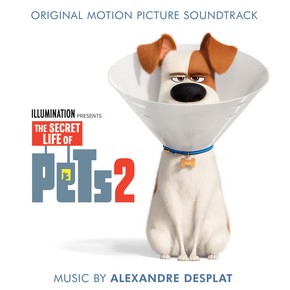 ORIGINAL MOTION PICTURE SOUNDTRACK
ILLUMINATION PRESENTS
THE SECRET
LIFE OF
PETS 2
MUSIC BY ALEXANDRE DESPLAT